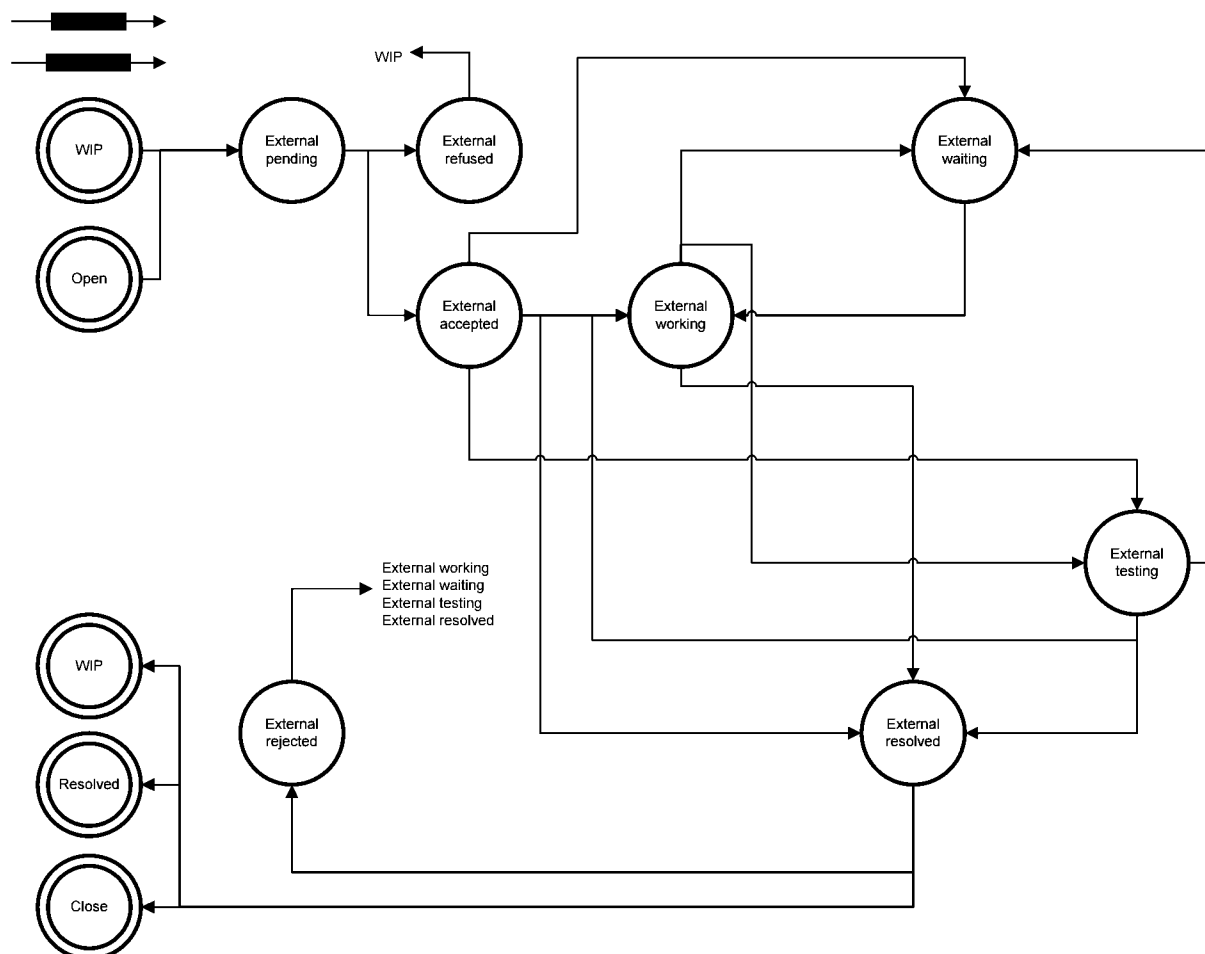 WIP
WIP
External
pending
External
refused
External
waiting
Open
External
accepted
External
working
External
testing
External working
External waiting
External testing
External resolved
WIP
External
rejected
External
resolved
Resolved
Close